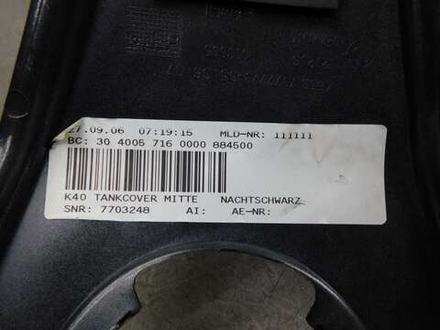 27.09.06 07:19:15 MLD-NR: 111111
BC: 30 4005 716 0000 884500
K40 TANKCOVER MITTE NACHTSCHWARZ
SNR: 7703248 AI: AE-NR: